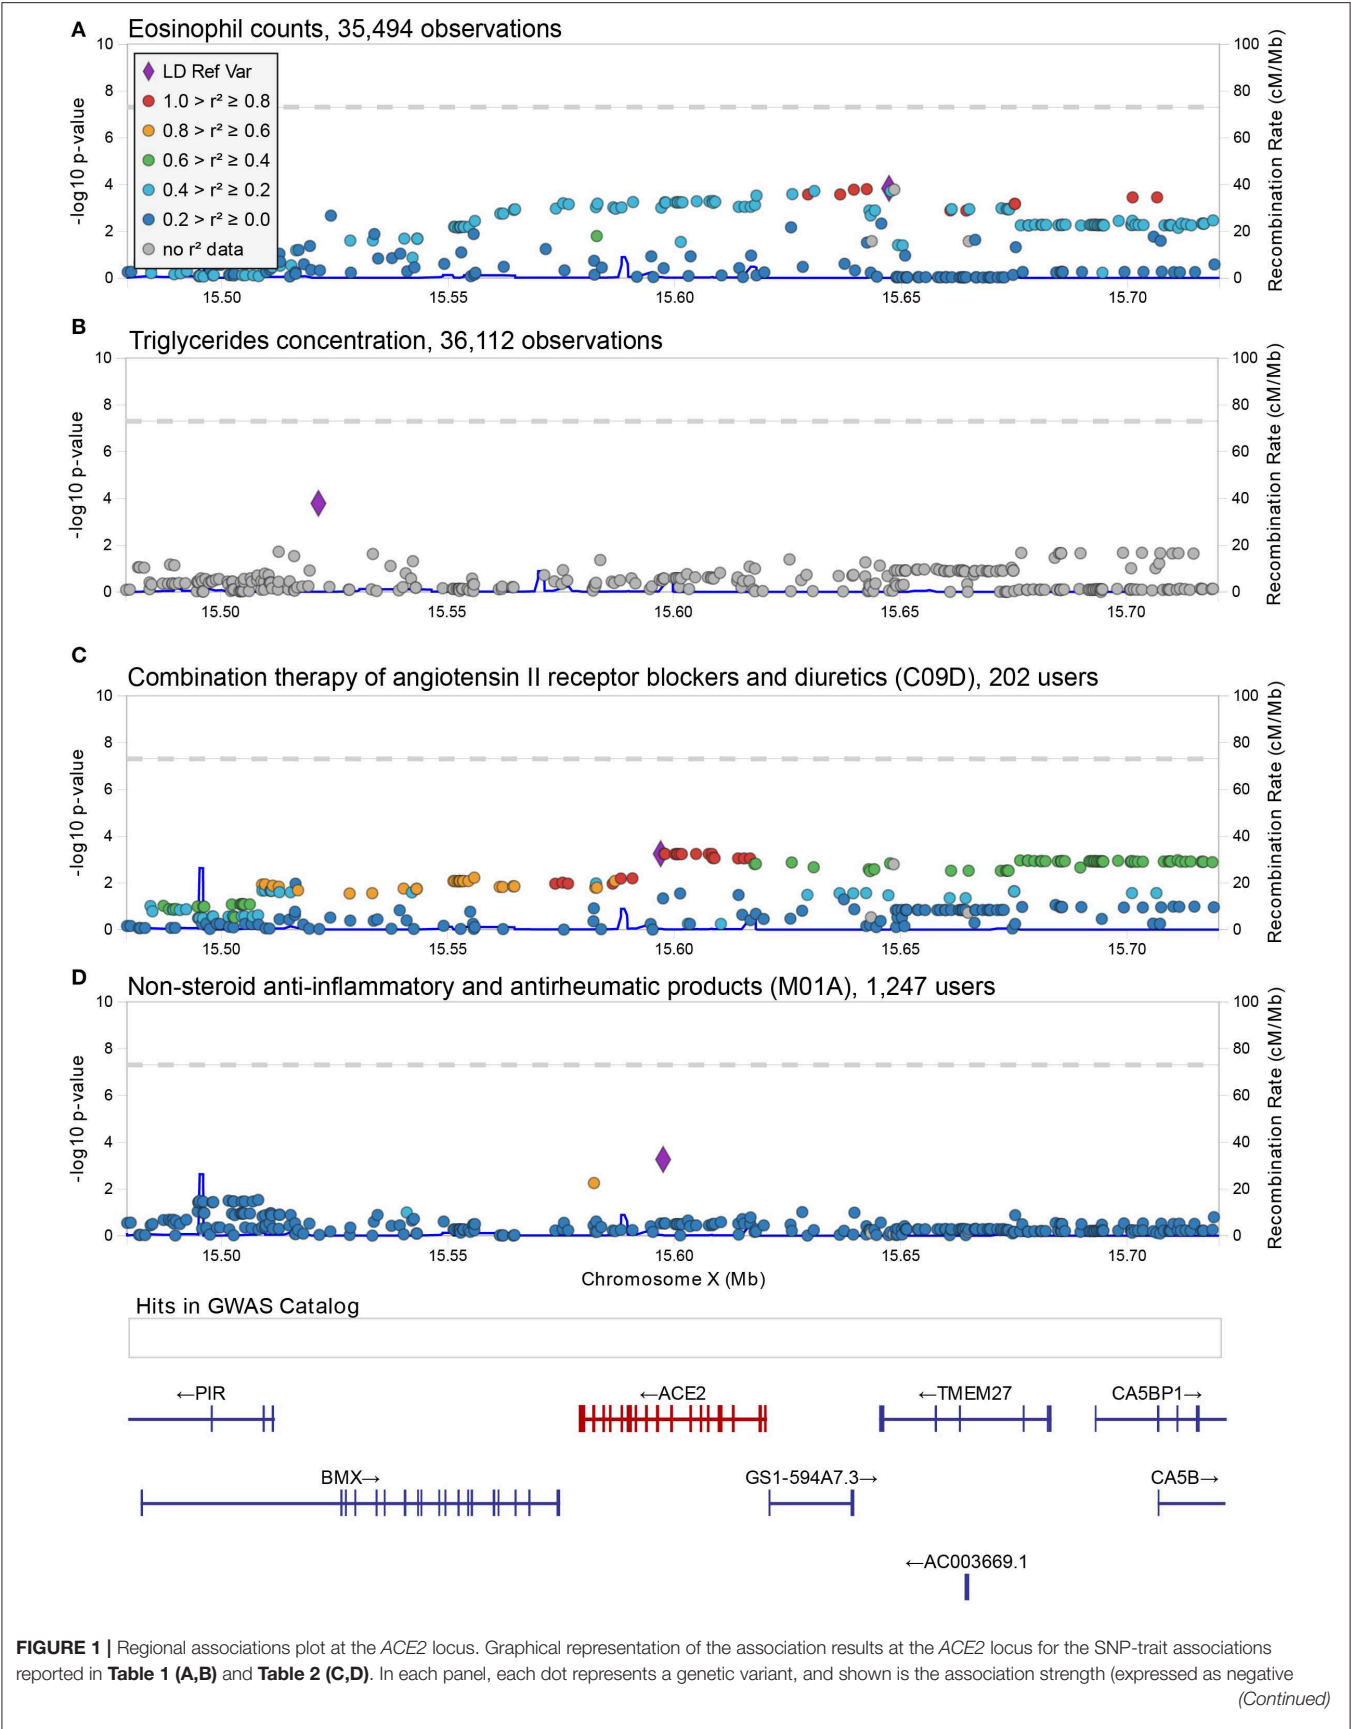 A
Eosinophil counts, 35,494 observations
10
8
6
4
2
0
-log10 p-value
LD Ref Var
1.0 > r² ≥ 0.8
0.8 > r² ≥ 0.6
0.6 > r² ≥ 0.4
0.4 > r² ≥ 0.2
0.2 > r² ≥ 0.0
no r² data
100
80
60
40
20
0
Recombination Rate (cM/Mb)
15.50 15.55 15.60 15.65 15.70
B
Triglycerides concentration, 36,112 observations
10
8
6
4
2
0
-log10 p-value
100
80
60
40
20
0
Recombination Rate (cM/Mb)
15.50 15.55 15.60 15.65 15.70
C
Combination therapy of angiotensin II receptor blockers and diuretics (C09D), 202 users
10
8
6
4
2
0
-log10 p-value
100
80
60
40
20
0
Recombination Rate (cM/Mb)
15.50 15.55 15.60 15.65 15.70
D
Non-steroid anti-inflammatory and antirheumatic products (M01A), 1,247 users
10
8
6
4
2
0
-log10 p-value
100
80
60
40
20
0
Recombination Rate (cM/Mb)
15.50 15.55 15.60 15.65 15.70
Chromosome X (Mb)
Hits in GWAS Catalog
←PIR ←ACE2 ←TMEM27 CA5BP1→
BMX→ GS1-594A7.3→ CA5B→
←AC003669.1
FIGURE 1 | Regional associations plot at the ACE2 locus. Graphical representation of the association results at the ACE2 locus for the SNP-trait associations
reported in Table 1 (A,B) and Table 2 (C,D). In each panel, each dot represents a genetic variant, and shown is the association strength (expressed as negative
(Continued)